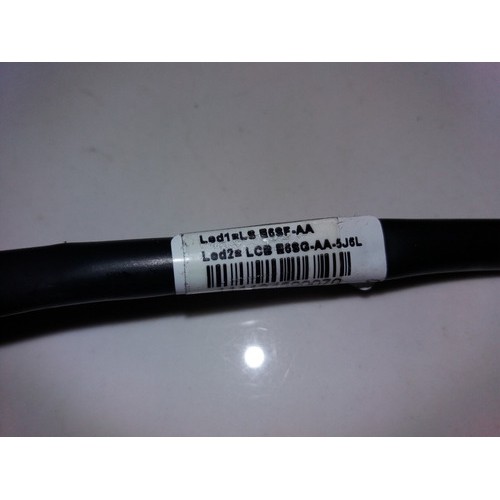 Led1=LS E6SF-AA
Led2= LCB E6SG-AA-5J6L